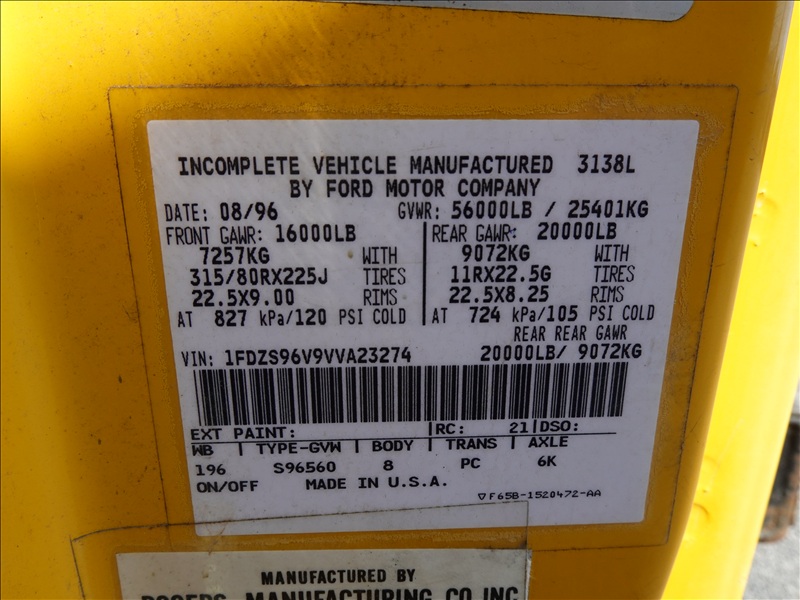 INCOMPLETE VEHICLE MANUFACTURED 3138L
BY FORD MOTOR COMPANY
DATE: 08/96 GVWR: 56000LB / 25401KG
FRONT GAWR: 16000LB REAR GAWR: 20000LB
7257KG WITH 9072KG WITH
315/80RX225J TIRES 11RX22.5G TIRES
22.5X9.00 RIMS 22.5X8.25 RIMS
AT 827 kPa/120 PSI COLD AT 724 kPa/105 PSI COLD
REAR REAR GAWR
VIN: 1FDZS96V9VVA23274 20000LB/ 9072KG
EXT PAINT: RC: 21 DSO:
WB TYPE-GVW BODY TRANS AXLE
196 S96560 8 PC 6K
ON/OFF MADE IN U.S.A.
F65B-1520472-AA
MANUFACTURED BY
ROGERS MANUFACTURING CO INC